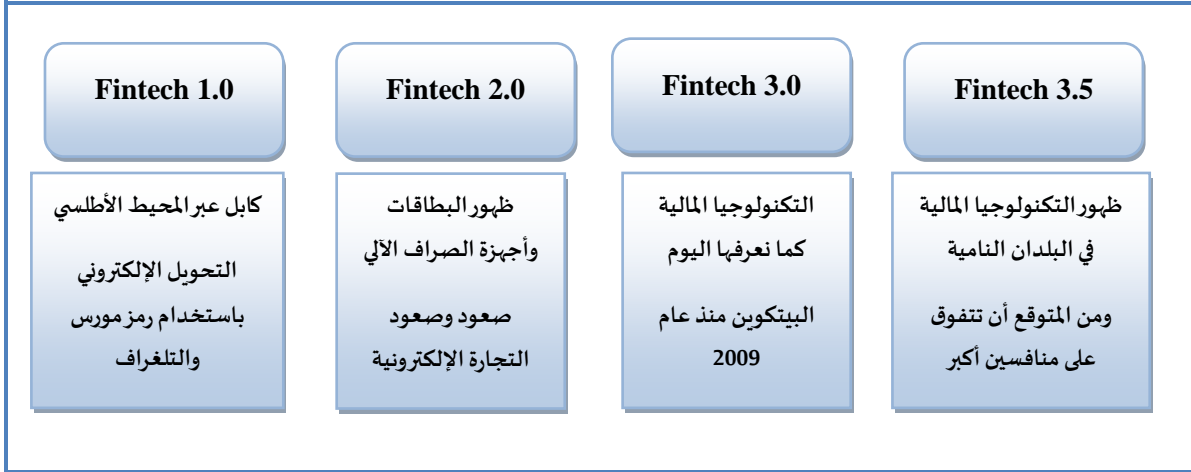 Fintech 1.0
Fintech 2.0
Fintech 3.0
Fintech 3.5
كابل عبر المحيط الأطلسي
التحويل الإلكتروني
باستخدام رمز مورس
والتلغراف
ظهور البطاقات
وأجهزة الصراف الآلي
صعود وصعود
التجارة الإلكترونية
التكنولوجيا المالية
كما نعرفها اليوم
البيتكوين منذ عام
2009
ظهور التكنولوجيا المالية
في البلدان النامية
ومن المتوقع أن تتفوق
على منافسين أكبر